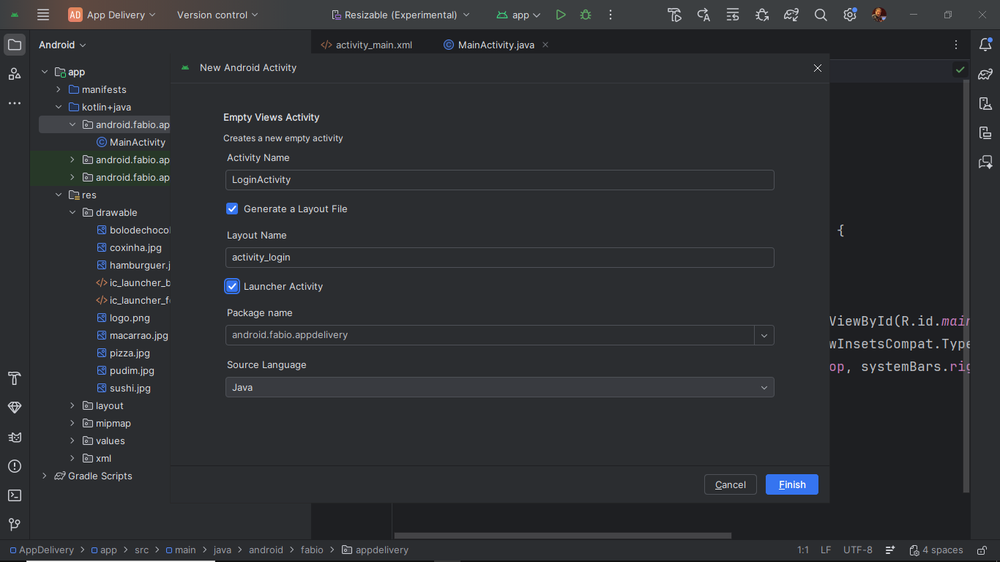 AD App Delivery Version control Resizable (Experimental) app
Android
activity_main.xml MainActivity.java
app
manifests
kotlin+java
android.fabio.ap
MainActivity
android.fabio.ap
android.fabio.ap
res
drawable
bolodechocol
coxinha.jpg
hamburguer.j
ic_launcher_b
ic_launcher_fo
logo.png
macarrao.jpg
pizza.jpg
pudim.jpg
sushi.jpg
layout
mipmap
values
xml
Gradle Scripts
New Android Activity
Empty Views Activity
Creates a new empty activity
Activity Name
LoginActivity
Generate a Layout File
Layout Name
activity_login
Launcher Activity
Package name
android.fabio.appdelivery
Source Language
Java
Cancel Finish
{
ViewById(R.id.main
wInsetsCompat.Type
op, systemBars.rig
AppDelivery > app > src > main > java > android > fabio > appdelivery 1:1 LF UTF-8 4 spaces